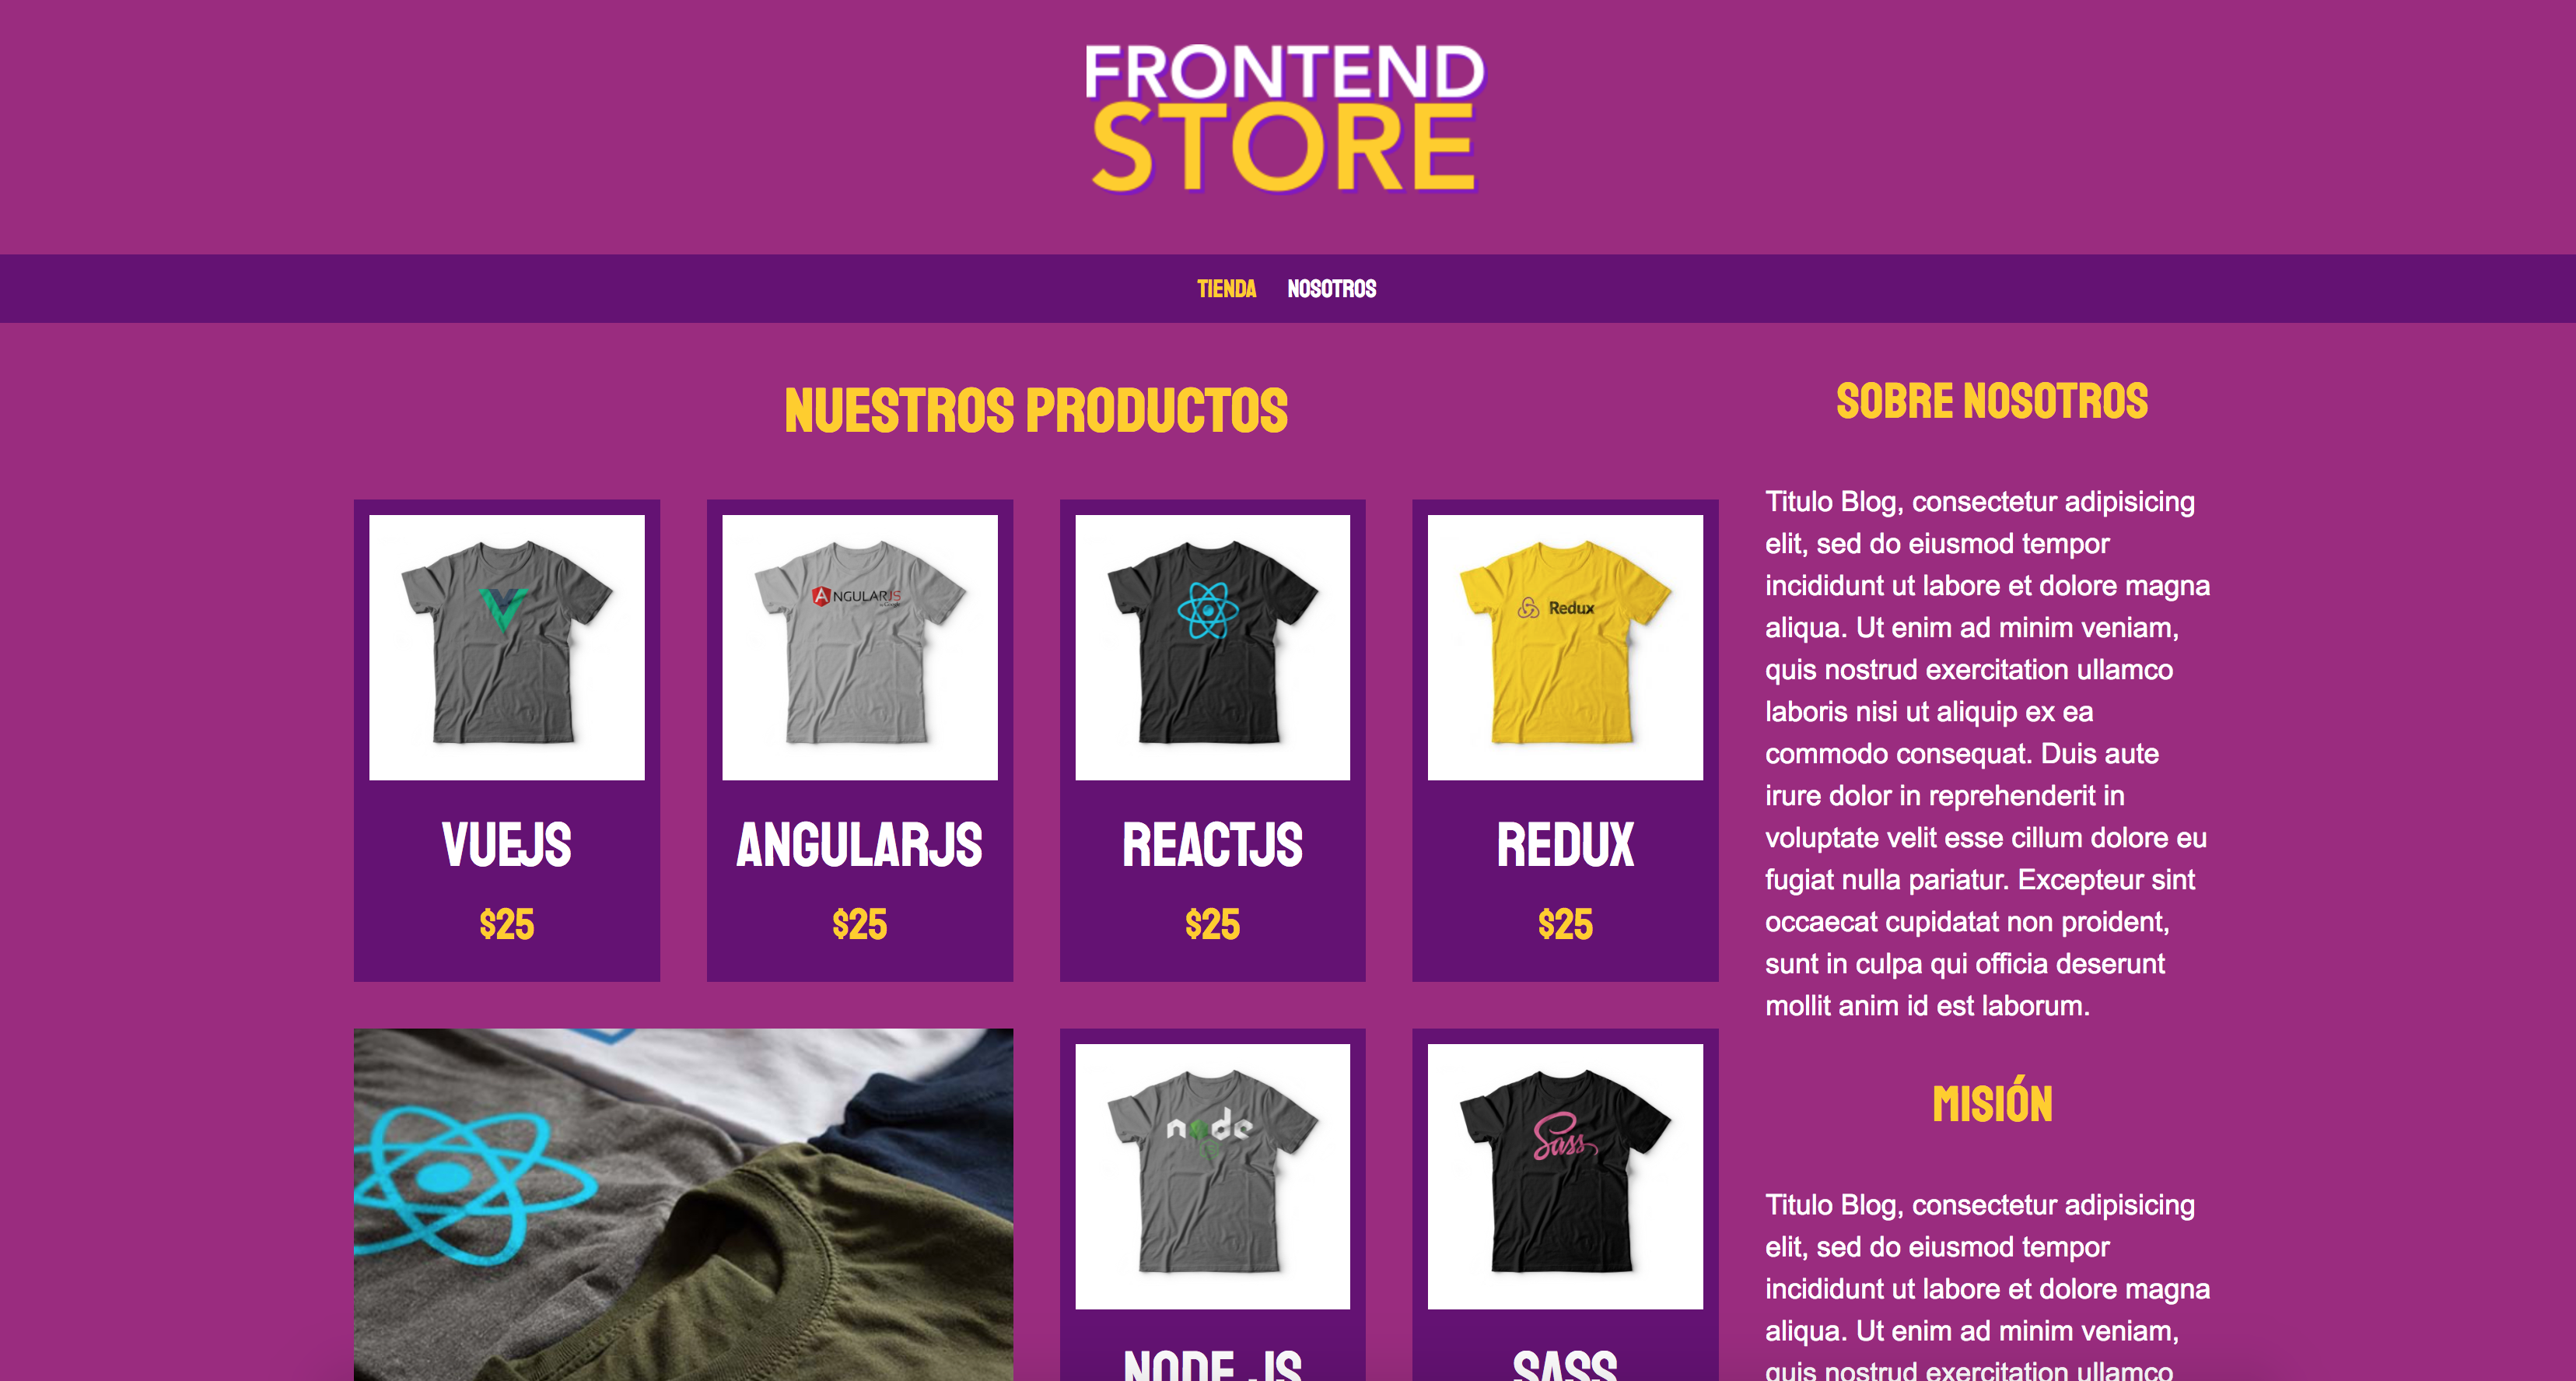 FRONTEND
STORE
TIENDA NOSOTROS
NUESTROS PRODUCTOS
NGULARJS
Redux
VUEJS
$25
ANGULARJS
$25
REACTJS
$25
REDUX
$25
node
Sass
NODE JS
SASS
SOBRE NOSOTROS
Titulo Blog, consectetur adipisicing
elit, sed do eiusmod tempor
incididunt ut labore et dolore magna
aliqua. Ut enim ad minim veniam,
quis nostrud exercitation ullamco
laboris nisi ut aliquip ex ea
commodo consequat. Duis aute
irure dolor in reprehenderit in
voluptate velit esse cillum dolore eu
fugiat nulla pariatur. Excepteur sint
occaecat cupidatat non proident,
sunt in culpa qui officia deserunt
mollit anim id est laborum.
MISIÓN
Titulo Blog, consectetur adipisicing
elit, sed do eiusmod tempor
incididunt ut labore et dolore magna
aliqua. Ut enim ad minim veniam,
quis nostrud exercitation ullamco